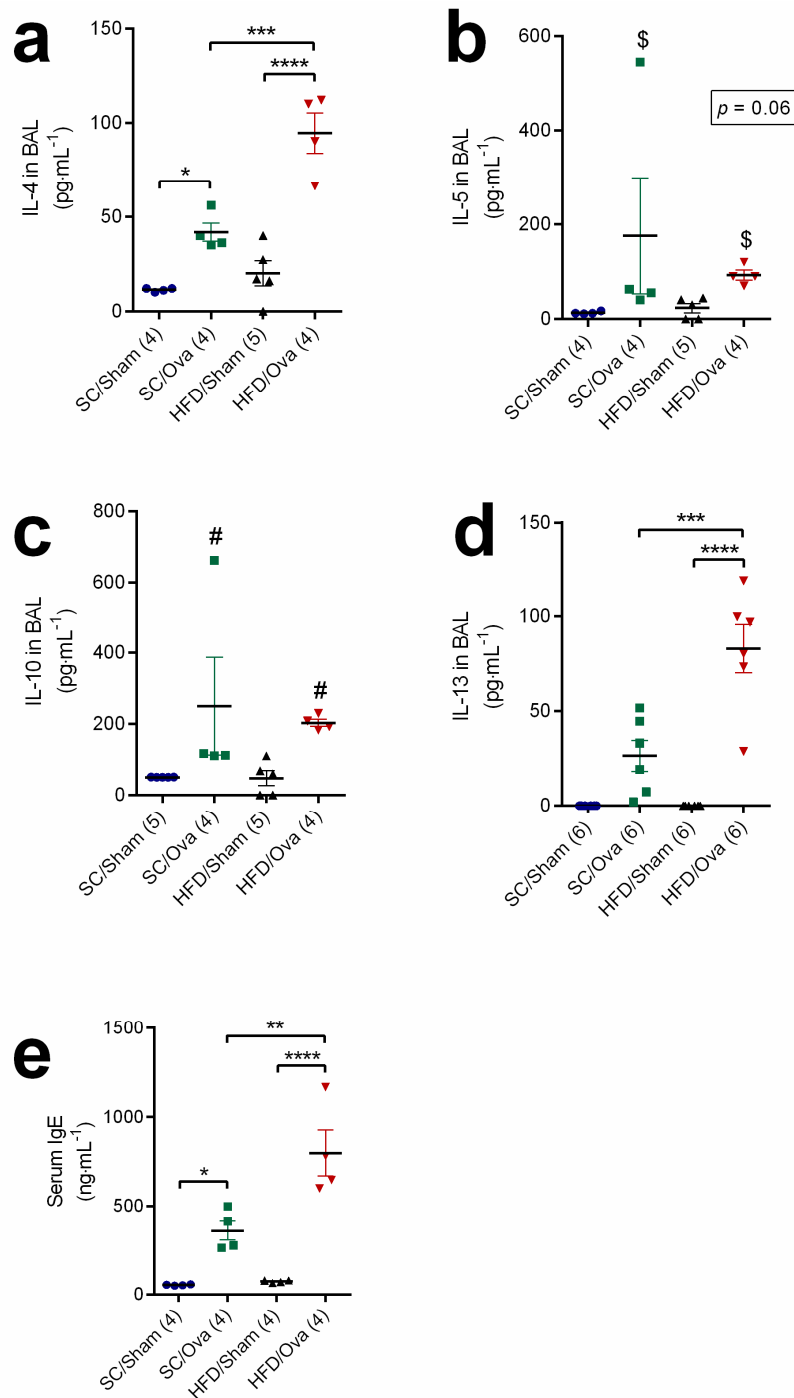 a
IL-4 in BAL
(pg·mL⁻¹)
150
100
50
0
***
****
*
SC/Sham (4)
SC/Ova (4)
HFD/Sham (5)
HFD/Ova (4)
b
IL-5 in BAL
(pg·mL⁻¹)
600
400
200
0
$
$
p = 0.06
SC/Sham (4)
SC/Ova (4)
HFD/Sham (5)
HFD/Ova (4)
c
IL-10 in BAL
(pg·mL⁻¹)
800
600
400
200
0
#
#
SC/Sham (5)
SC/Ova (4)
HFD/Sham (5)
HFD/Ova (4)
d
IL-13 in BAL
(pg·mL⁻¹)
150
100
50
0
***
****
SC/Sham (6)
SC/Ova (6)
HFD/Sham (6)
HFD/Ova (6)
e
Serum IgE
(ng·mL⁻¹)
1500
1000
500
0
**
****
*
SC/Sham (4)
SC/Ova (4)
HFD/Sham (4)
HFD/Ova (4)